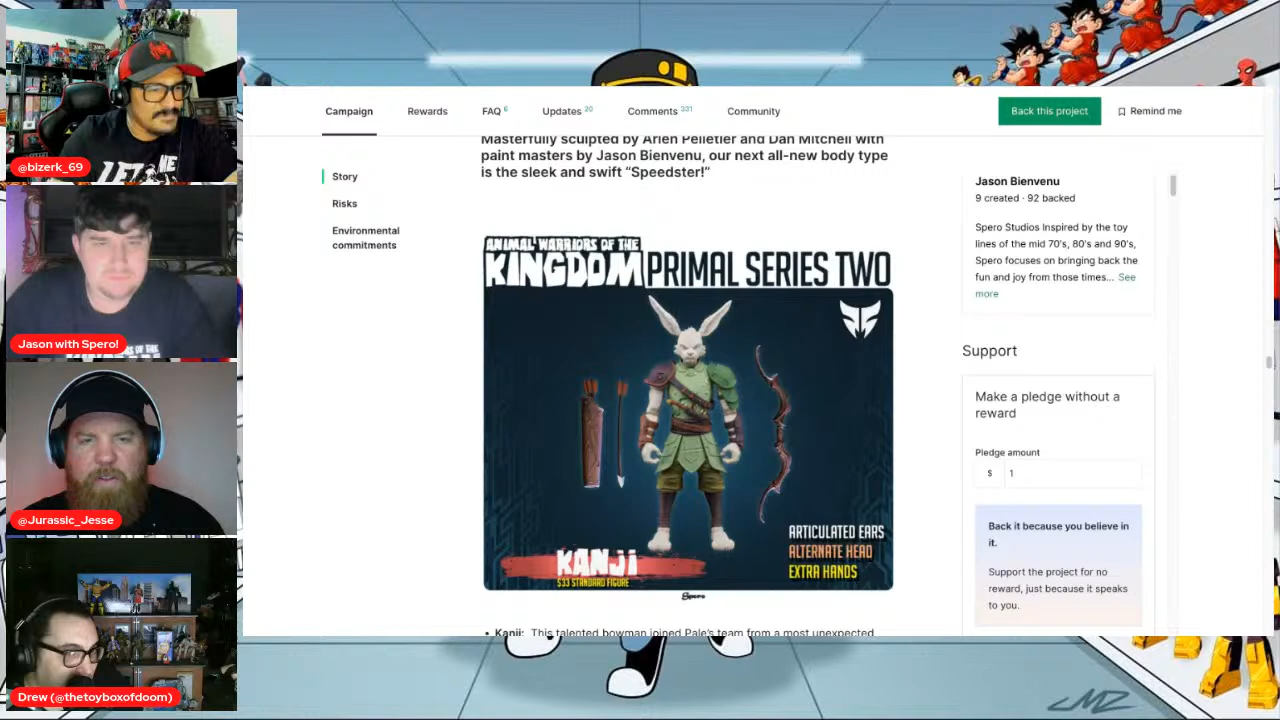 @bizerk_69
Jason with Spero!
@Jurassic_Jesse
Drew (@thetoyboxofdoom)
Campaign
Rewards
FAQ 6
Updates 20
Comments 331
Community
Back this project
Remind me
Story
Risks
Environmental
commitments
Masterfully sculpted by Arlen Pelletier and Dan Mitchell with
paint masters by Jason Bienvenu, our next all-new body type
is the sleek and swift “Speedster!”
ANIMAL WARRIORS OF THE
KINGDOM PRIMAL SERIES TWO
ARTICULATED EARS
ALTERNATE HEAD
EXTRA HANDS
KANJI
$33 STANDARD FIGURE
Spero
• Kanji: This talented bowman joined Pale's team from a most unexpected
Jason Bienvenu
9 created · 92 backed
Spero Studios Inspired by the toy
lines of the mid 70's, 80's and 90's,
Spero focuses on bringing back the
fun and joy from those times... See
more
Support
Make a pledge without a
reward
Pledge amount
$ 1
Back it because you believe in
it.
Support the project for no
reward, just because it speaks
to you.